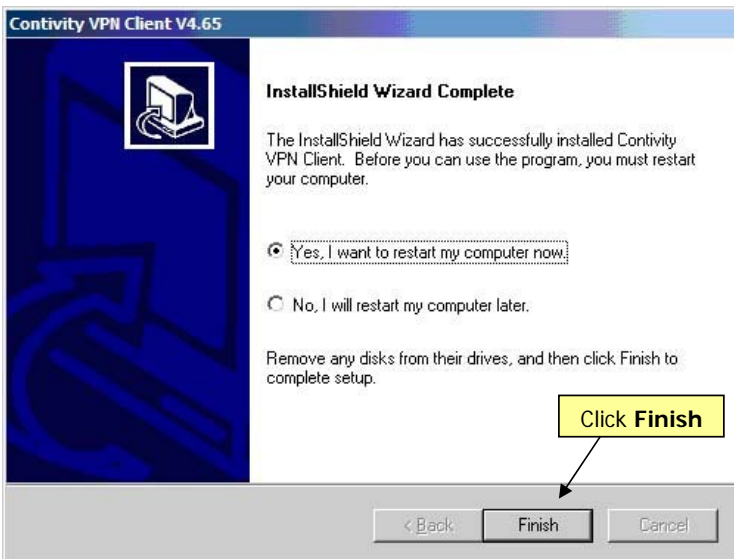 Contivity VPN Client V4.65
InstallShield Wizard Complete
The InstallShield Wizard has successfully installed Contivity
VPN Client. Before you can use the program, you must restart
your computer.
Yes, I want to restart my computer now.
No, I will restart my computer later.
Remove any disks from their drives, and then click Finish to
complete setup.
Click Finish
< Back
Finish
Cancel